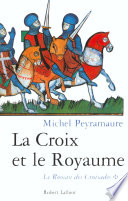 Michel Peyramaure
La Croix
et le Royaume
Le Roman des Croisades
Robert Laffont